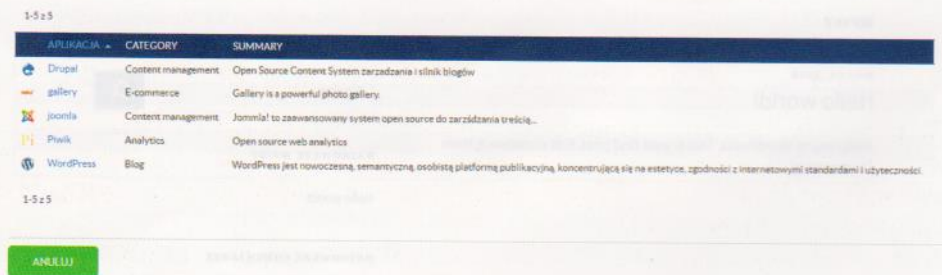 1-5 z 5
APLIKACJA CATEGORY SUMMARY
Drupal Content management Open Source Content System zarzadzania i silnik blogów
gallery E-commerce Gallery is a powerful photo gallery.
joomla Content management Jommla! to zaawansowany system open source do zarządzania treścią...
Piwik Analytics Open source web analytics
WordPress Blog WordPress jest nowoczesną, semantyczną, osobistą platformą publikacyjną, koncentrującą się na estetyce, zgodności z internetowymi standardami i użyteczności.
1-5 z 5
ANULUJ